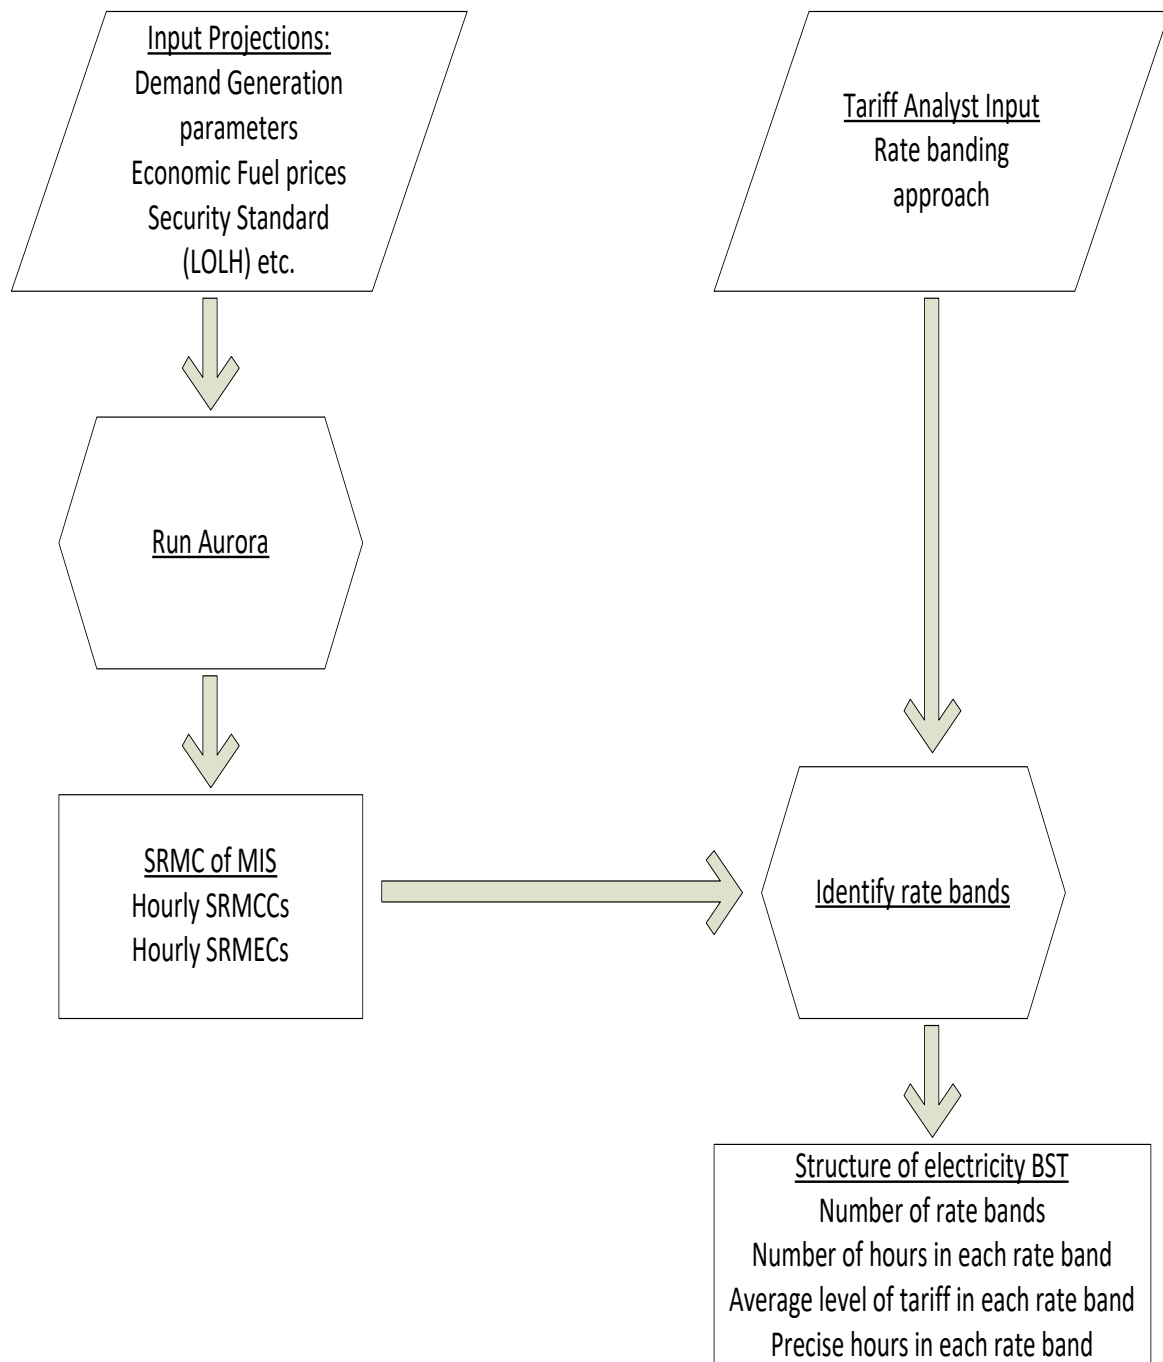 Input Projections:
Demand Generation
parameters
Economic Fuel prices
Security Standard
(LOLH) etc.
Tariff Analyst Input
Rate banding
approach
Run Aurora
SRMC of MIS
Hourly SRMCCs
Hourly SRMECs
Identify rate bands
Structure of electricity BST
Number of rate bands
Number of hours in each rate band
Average level of tariff in each rate band
Precise hours in each rate band